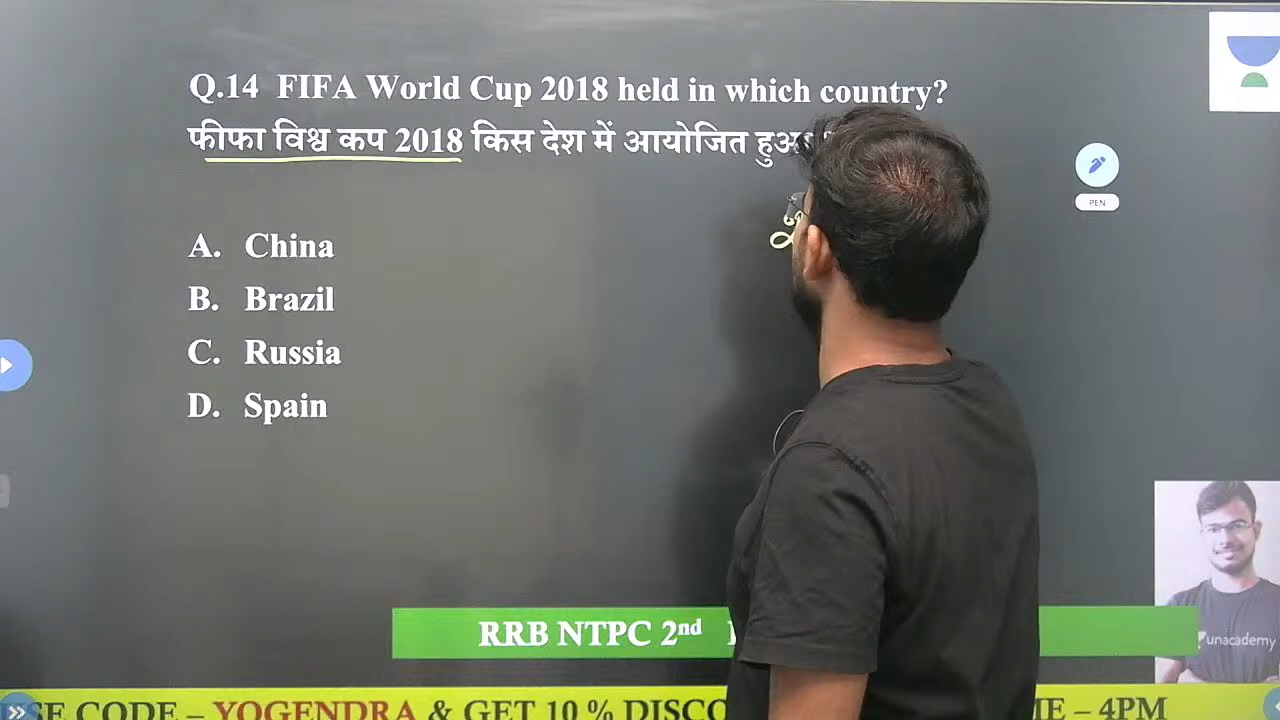 Q.14 FIFA World Cup 2018 held in which country?
फीफा विश्व कप 2018 किस देश में आयोजित
PEN
A. China
B. Brazil
C. Russia
D. Spain
unacademy
RRB NTPC 2nd
CODE – YOGENDRA & GET 10 %
– 4PM